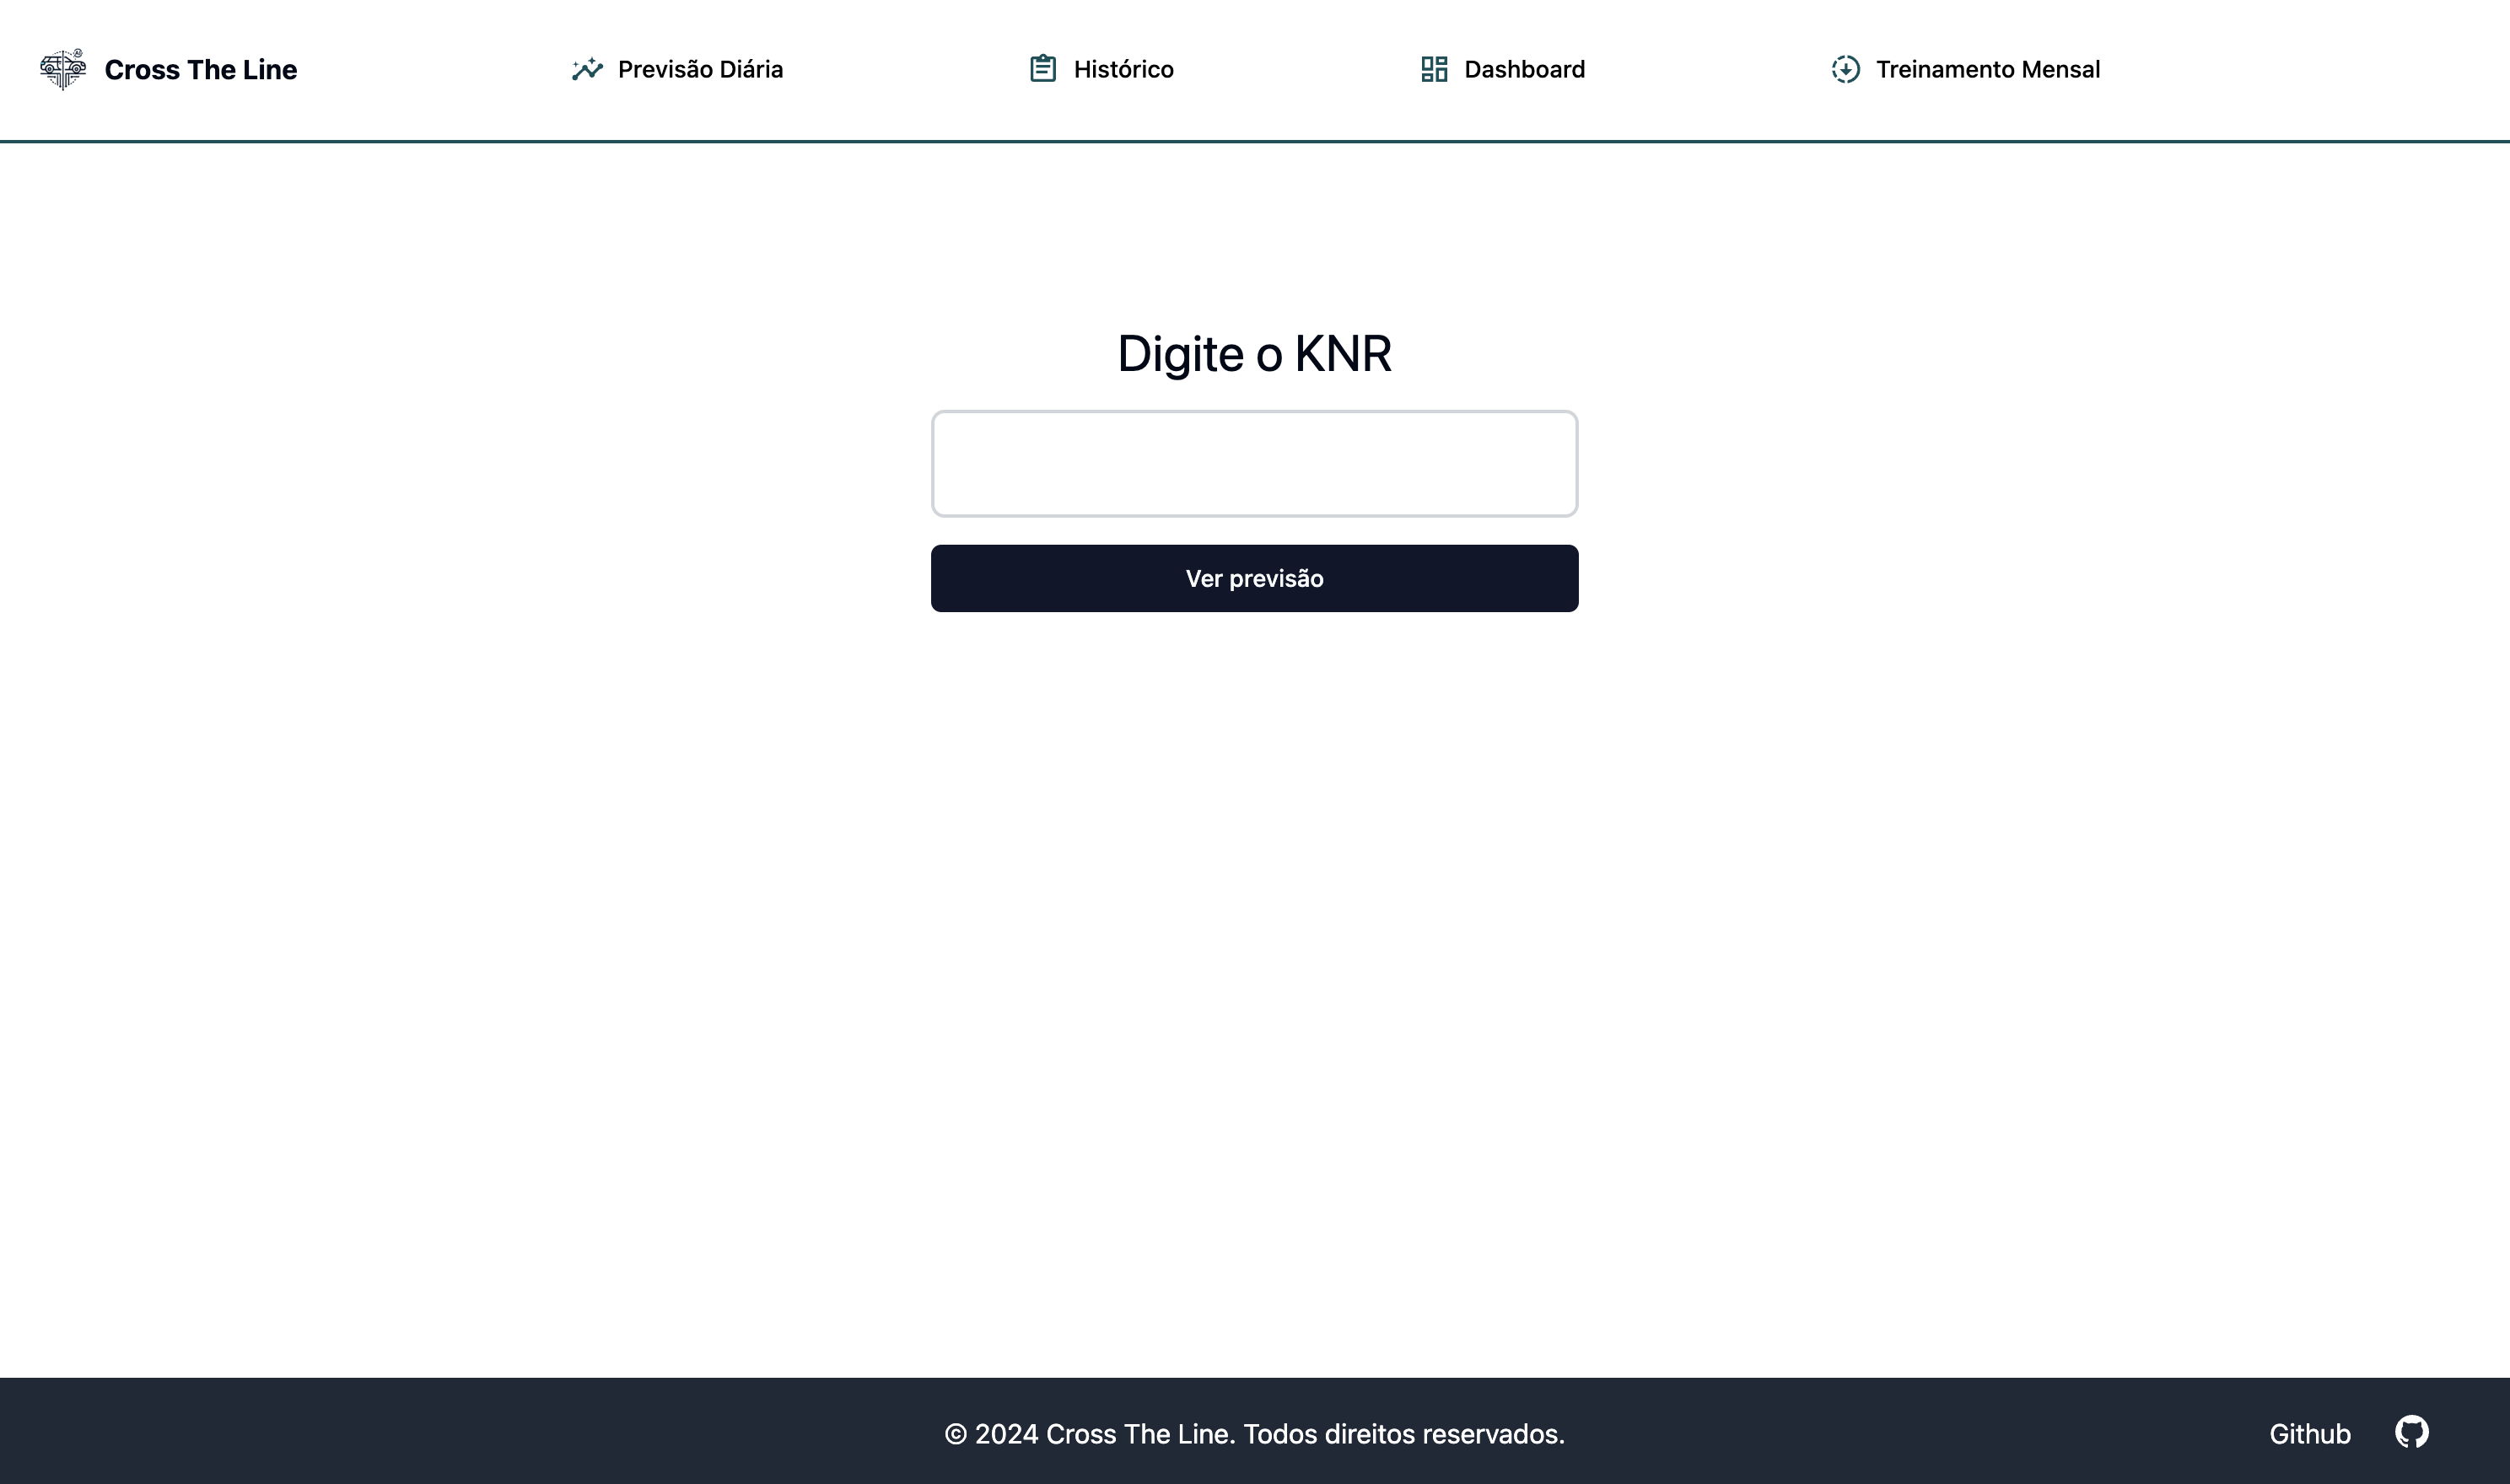 Cross The Line
Previsão Diária
Histórico
Dashboard
Treinamento Mensal
Digite o KNR
Ver previsão
© 2024 Cross The Line. Todos direitos reservados.
Github